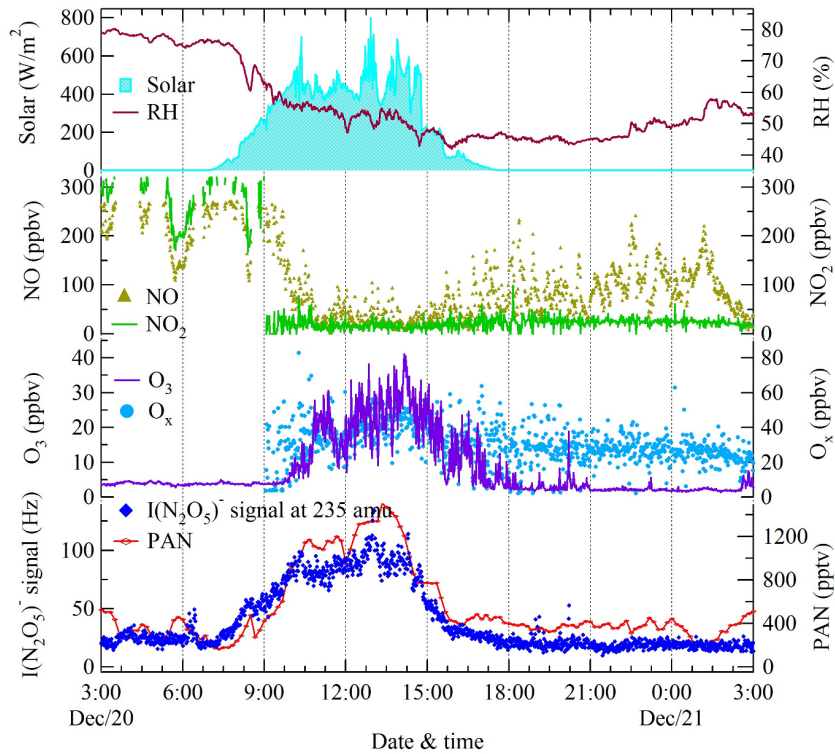 Solar (W/m²)
800
600
400
200
0
Solar
RH
80
70
60
50
40
RH (%)
NO (ppbv)
300
200
100
0
NO
NO₂
300
200
100
0
NO₂ (ppbv)
O₃ (ppbv)
40
30
20
10
0
O₃
Oₓ
80
60
40
20
0
Oₓ (ppbv)
I(N₂O₅)⁻ signal (Hz)
100
50
0
I(N₂O₅)⁻ signal at 235 amu
PAN
1200
800
400
0
PAN (pptv)
3:00 6:00 9:00 12:00 15:00 18:00 21:00 0:00 3:00
Dec/20 Dec/21
Date & time